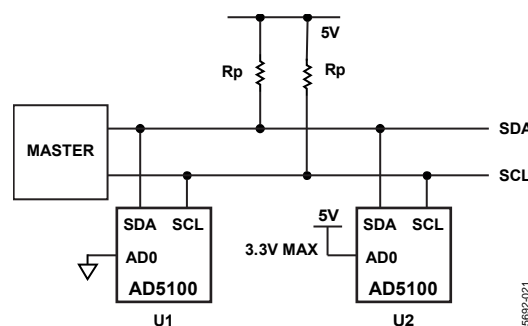 5V
Rp
Rp
SDA
MASTER
SCL
SDA SCL
AD0
AD5100
U1
5V
3.3V MAX
SDA SCL
AD0
AD5100
U2
5692-021